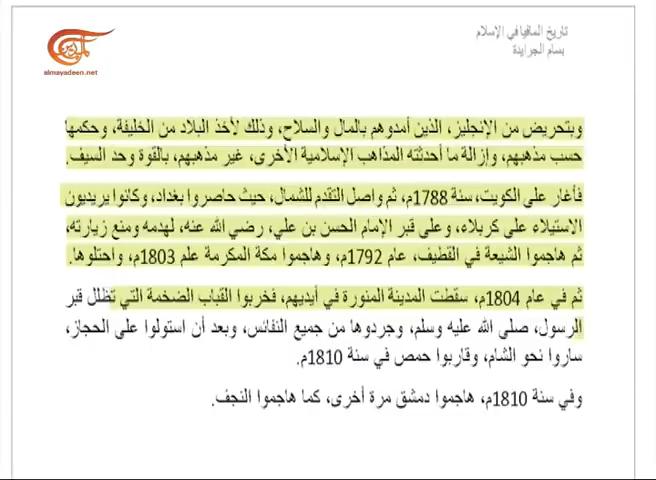 تاريخ المافيا في الإسلام
بسام الجرايدة
الميادين
almayadeen.net
وبتحريض من الإنجليز، الذين أمدوهم بالمال والسلاح، وذلك لأخذ البلاد من الخليفة، وحكمها
حسب مذهبهم، وإزالة ما أحدثته المذاهب الإسلامية الأخرى، غير مذهبهم، بالقوة وحد السيف.
فأغار على الكويت، سنة 1788م، ثم واصل التقدم للشمال، حيث حاصروا بغداد، وكانوا يريدون
الاستيلاء على كربلاء، وعلى قبر الإمام الحسن بن علي، رضي الله عنه، لهدمه ومنع زيارته،
ثم هاجموا الشيعة في القطيف، عام 1792م، وهاجموا مكة المكرمة علم 1803م، واحتلوها.
ثم في عام 1804م، سقطت المدينة المنورة في أيديهم، فخربوا القباب الضخمة التي تظلل قبر
الرسول، صلى الله عليه وسلم، وجردوها من جميع النفائس، وبعد أن استولوا على الحجاز،
ساروا نحو الشام، وقاربوا حمص في سنة 1810م.
وفي سنة 1810م، هاجموا دمشق مرة أخرى، كما هاجموا النجف.